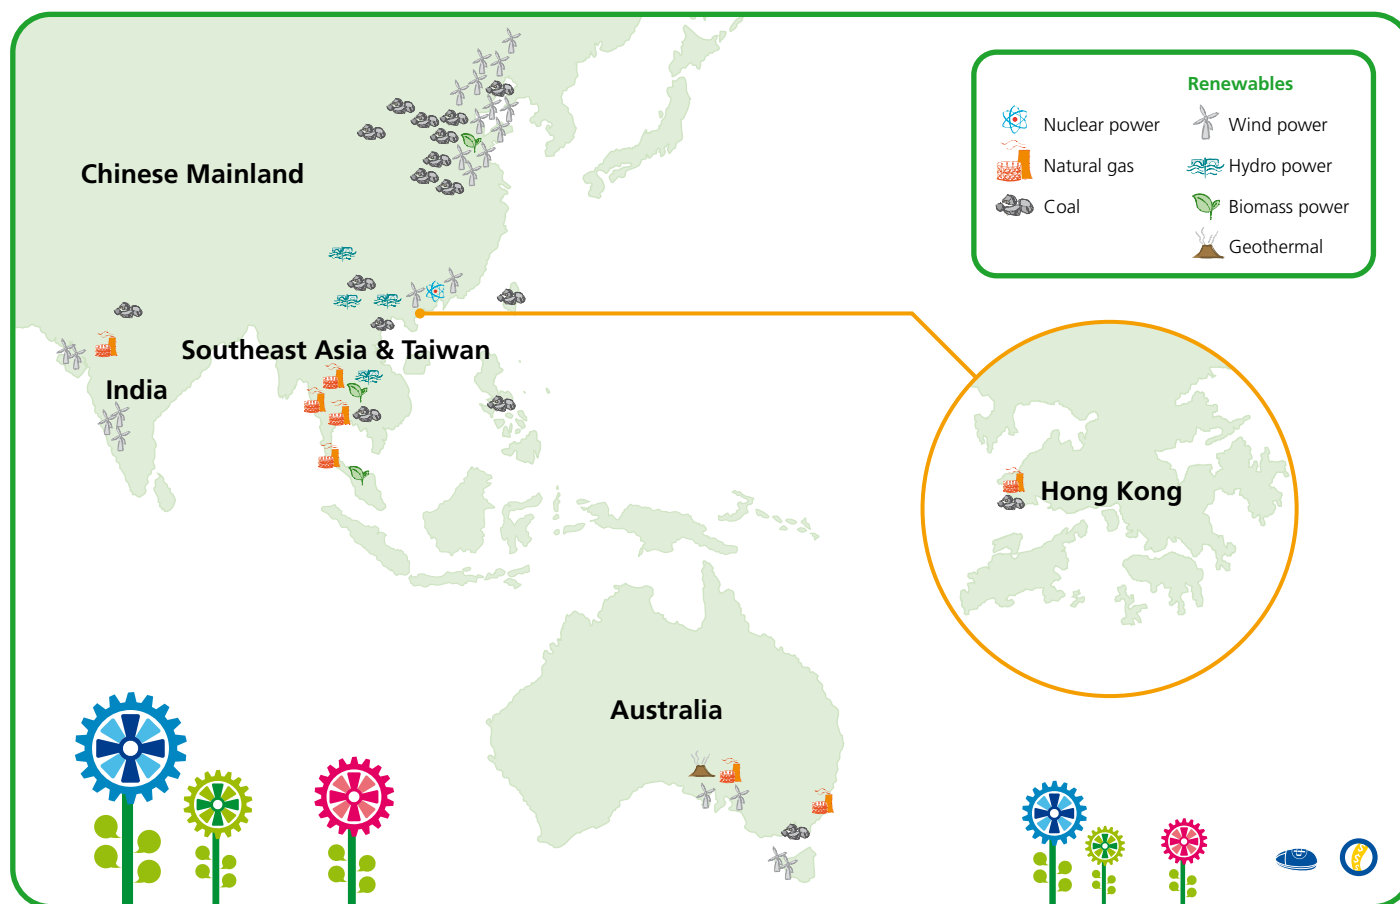 Renewables
Nuclear power
Wind power
Natural gas
Hydro power
Coal
Biomass power
Geothermal
Chinese Mainland
Southeast Asia & Taiwan
India
Hong Kong
Australia